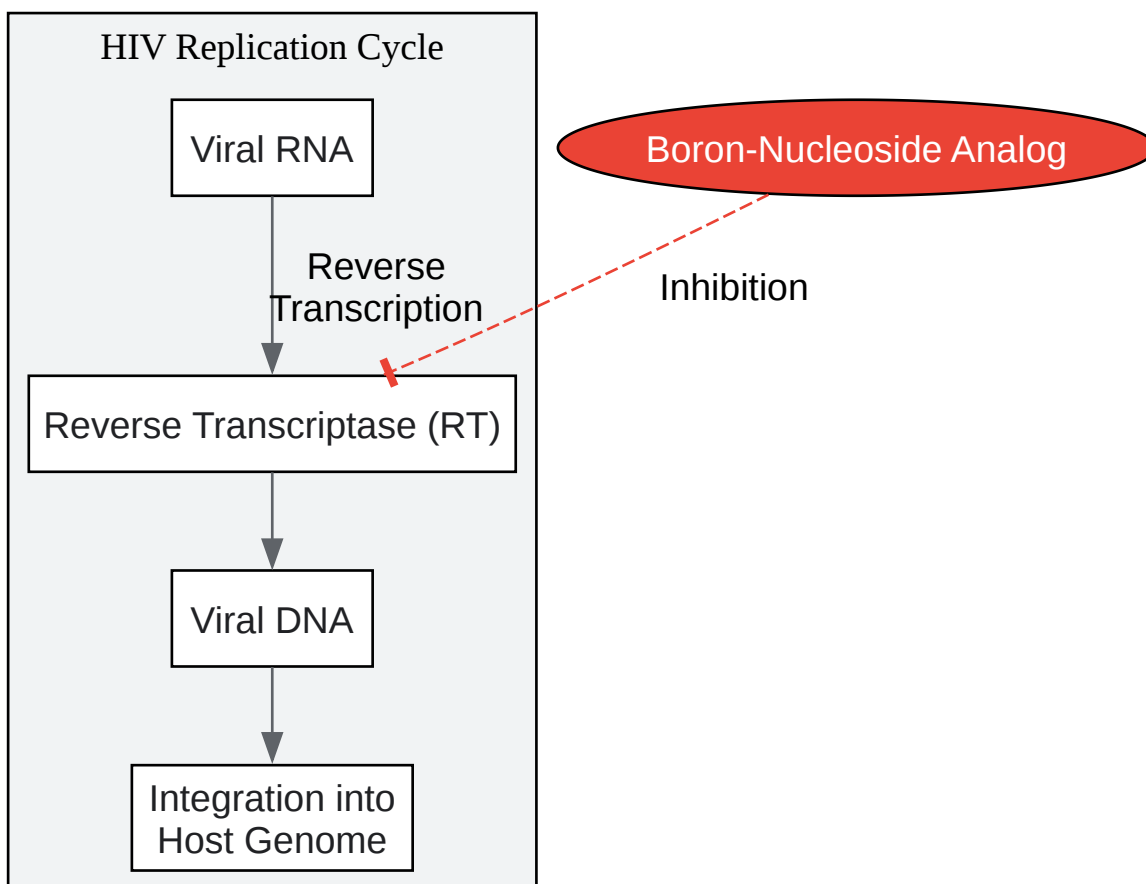 HIV Replication Cycle
Viral RNA
Boron-Nucleoside Analog
Reverse
Transcription
Inhibition
Reverse Transcriptase (RT)
Viral DNA
Integration into
Host Genome